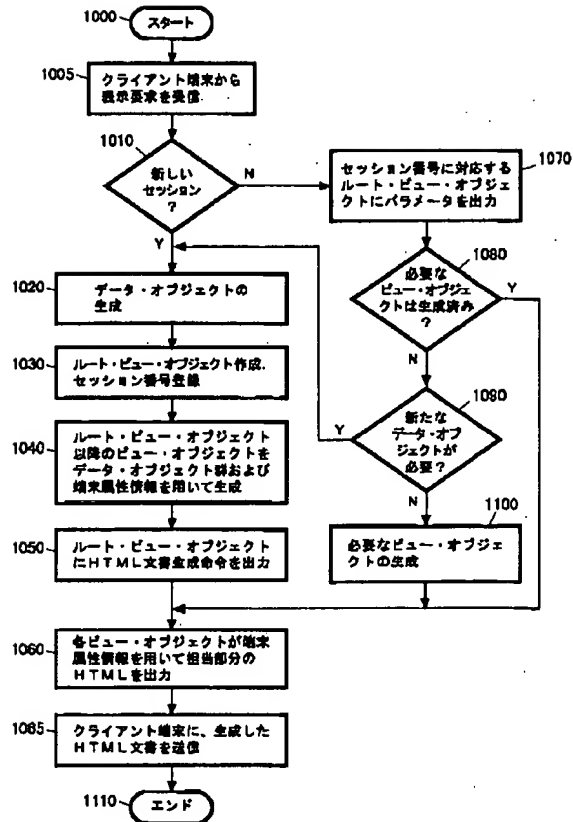 1000
スタート
1005
クライアント端末から
表示要求を受信
1010
新しい
セッション
?
N
Y
1070
セッション番号に対応する
ルート・ビュー・オブジェ
クトにパラメータを出力
1080
必要な
ビュー・オブジェ
クトは生成済み
?
Y
N
1020
データ・オブジェクトの
生成
1030
ルート・ビュー・オブジェクト作成、
セッション番号登録
1090
新たな
データ・オブ
ジェクトが
必要?
Y
N
1040
ルート・ビュー・オブジェクト
以降のビュー・オブジェクトを
データ・オブジェクト群および
端末属性情報を用いて生成
1100
必要なビュー・オブジェ
クトの生成
1050
ルート・ビュー・オブジェクト
にHTML文書生成命令を出力
1060
各ビュー・オブジェクトが端末
属性情報を用いて担当部分の
HTMLを出力
1065
クライアント端末に、生成した
HTML文書を送信
1110
エンド